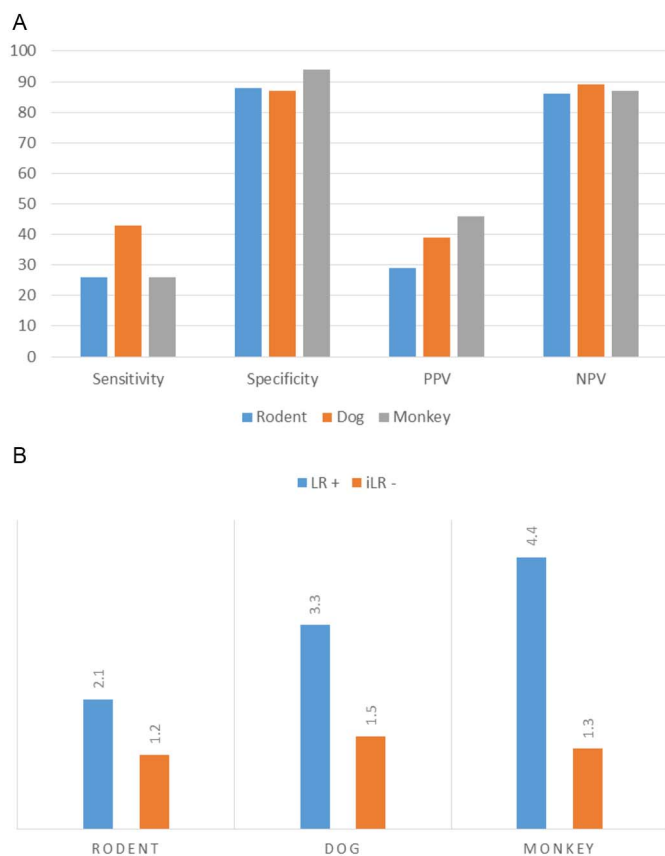 A
100
90
80
70
60
50
40
30
20
10
0
Sensitivity Specificity PPV NPV
Rodent Dog Monkey
B
LR + iLR -
2.1 1.2 3.3 1.5 4.4 1.3
RODENT DOG MONKEY